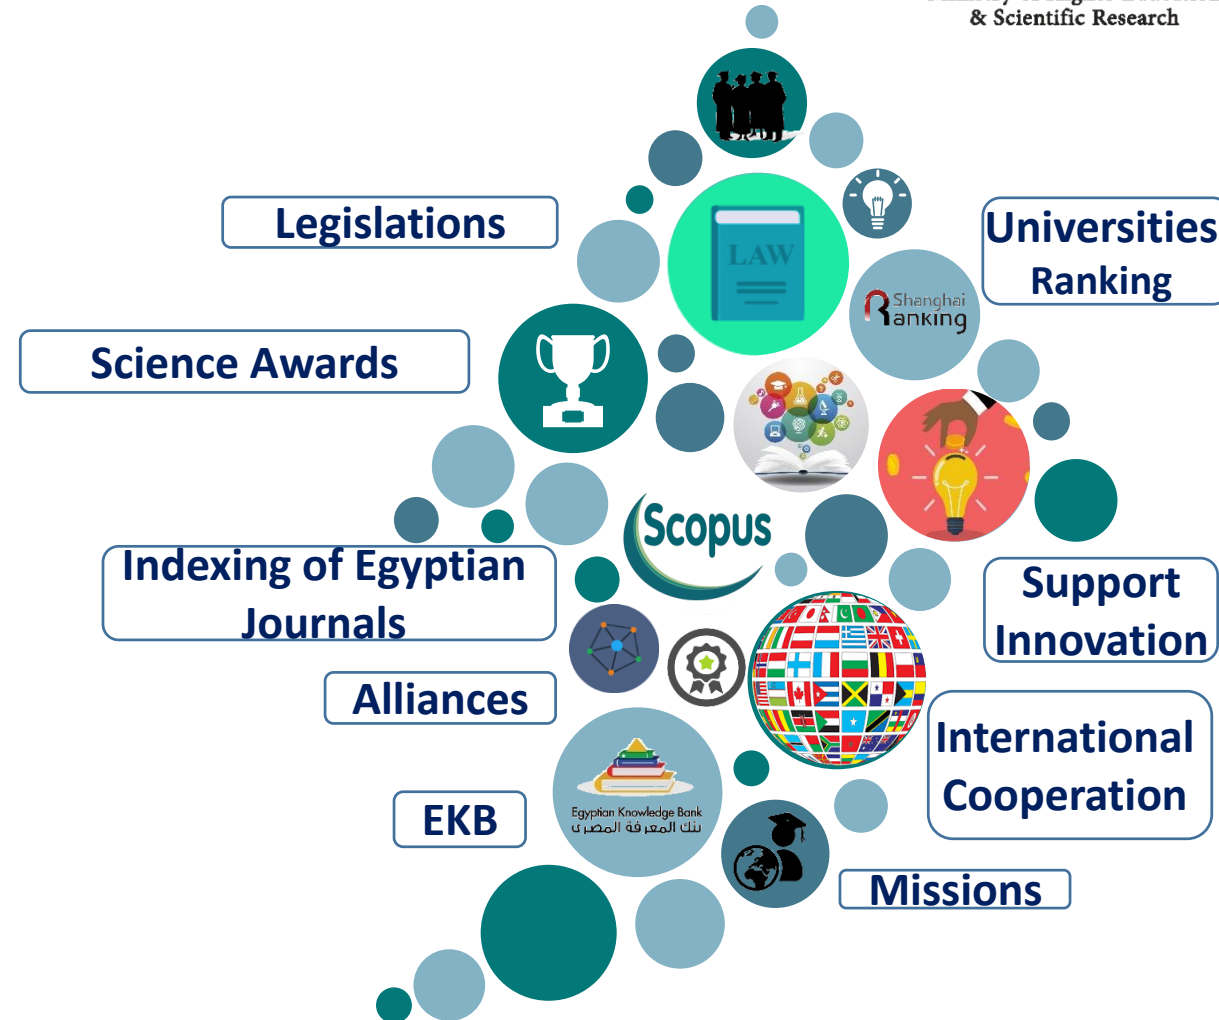 & Scientific Research
Legislations
LAW
Universities
Ranking
Shanghai
Ranking
Science Awards
Scopus
Indexing of Egyptian
Journals
Support
Innovation
Alliances
International
Cooperation
EKB
Egyptian Knowledge Bank
بنك المعرفة المصرى
Missions